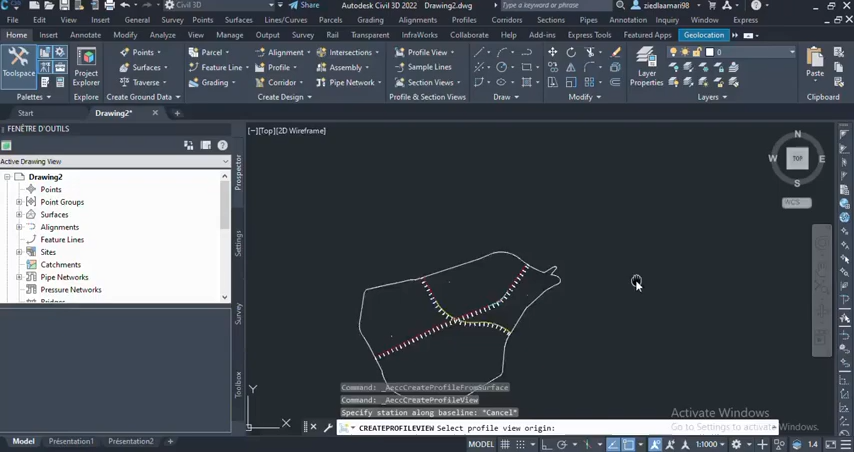 Civil 3D
Share
Autodesk Civil 3D 2022 Drawing2.dwg
Type a keyword or phrase
ziedlaamari98
File Edit View Insert General Survey Points Surfaces Lines/Curves Parcels Grading Alignments Profiles Corridors Sections Pipes Annotation Inquiry Window Express
Home Insert Annotate Modify Analyze View Manage Output Survey Rail Transparent InfraWorks Collaborate Help Add-ins Express Tools Featured Apps Geolocation
Toolspace
Project Explorer
Points
Surfaces
Traverse
Parcel
Feature Line
Grading
Alignment
Profile
Corridor
Intersections
Assembly
Pipe Network
Profile View
Sample Lines
Section Views
Layer Properties
0
Paste
Palettes
Explore
Create Ground Data
Create Design
Profile & Section Views
Draw
Modify
Layers
Clipboard
Start
Drawing2*
FENÊTRE D'OUTILS
Active Drawing View
Drawing2
Points
Point Groups
Surfaces
Alignments
Feature Lines
Sites
Catchments
Pipe Networks
Pressure Networks
Bridges
Prospector
Settings
Survey
Toolbox
[−][Top][2D Wireframe]
N
W
TOP
E
S
WCS
Y
X
Command: _AeccCreateProfileFromSurface
Command: _AeccCreateProfileView
Specify station along baseline: "Cancel"
CREATEPROFILEVIEW Select profile view origin:
Activate Windows
Go to Settings to activate Windows.
Model
Présentation1
Présentation2
MODEL
1:1000
1.4